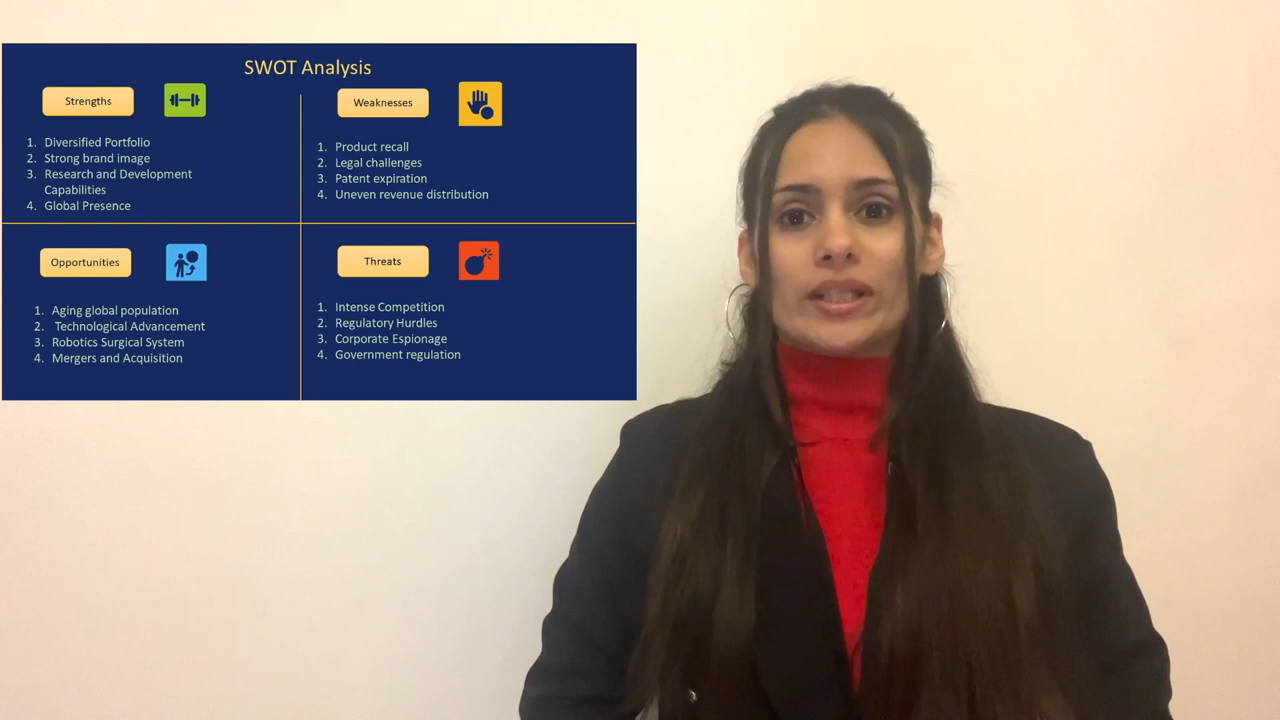 SWOT Analysis
Strengths
1. Diversified Portfolio
2. Strong brand image
3. Research and Development
Capabilities
4. Global Presence
Weaknesses
1. Product recall
2. Legal challenges
3. Patent expiration
4. Uneven revenue distribution
Opportunities
1. Aging global population
2. Technological Advancement
3. Robotics Surgical System
4. Mergers and Acquisition
Threats
1. Intense Competition
2. Regulatory Hurdles
3. Corporate Espionage
4. Government regulation